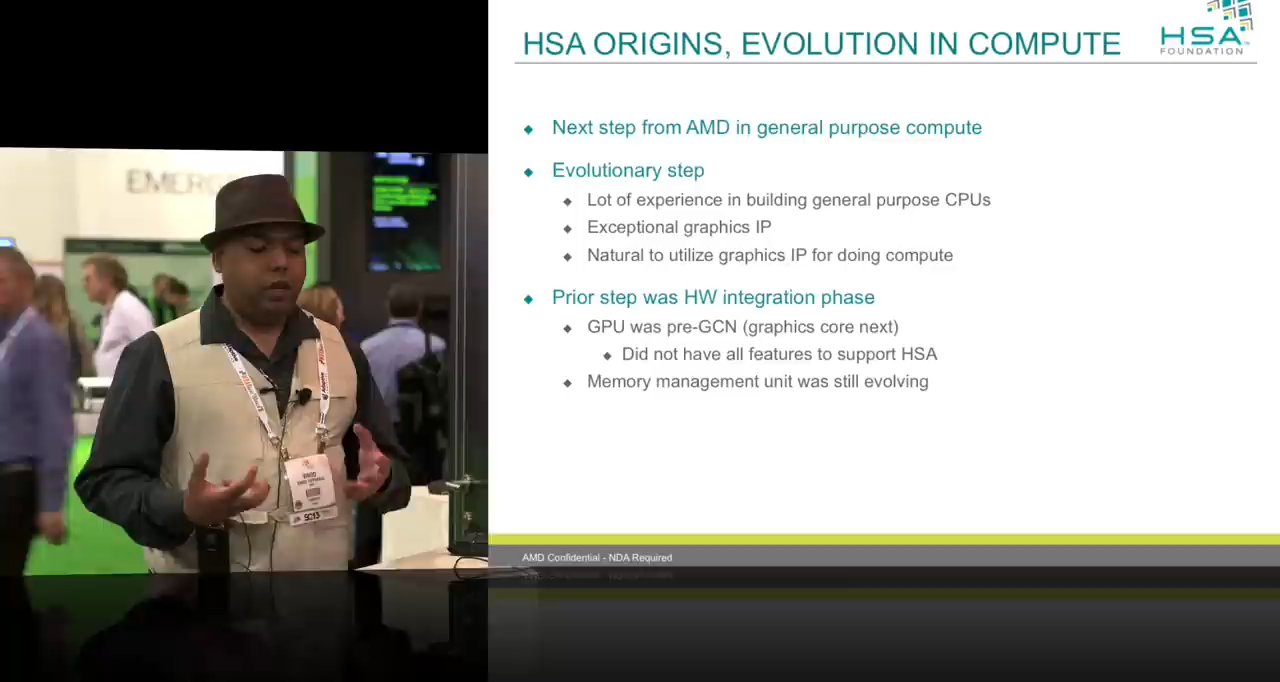 HSA ORIGINS, EVOLUTION IN COMPUTE
HSA
FOUNDATION
Next step from AMD in general purpose compute
Evolutionary step
Lot of experience in building general purpose CPUs
Exceptional graphics IP
Natural to utilize graphics IP for doing compute
Prior step was HW integration phase
GPU was pre-GCN (graphics core next)
Did not have all features to support HSA
Memory management unit was still evolving
AMD Confidential - NDA Required
SC13